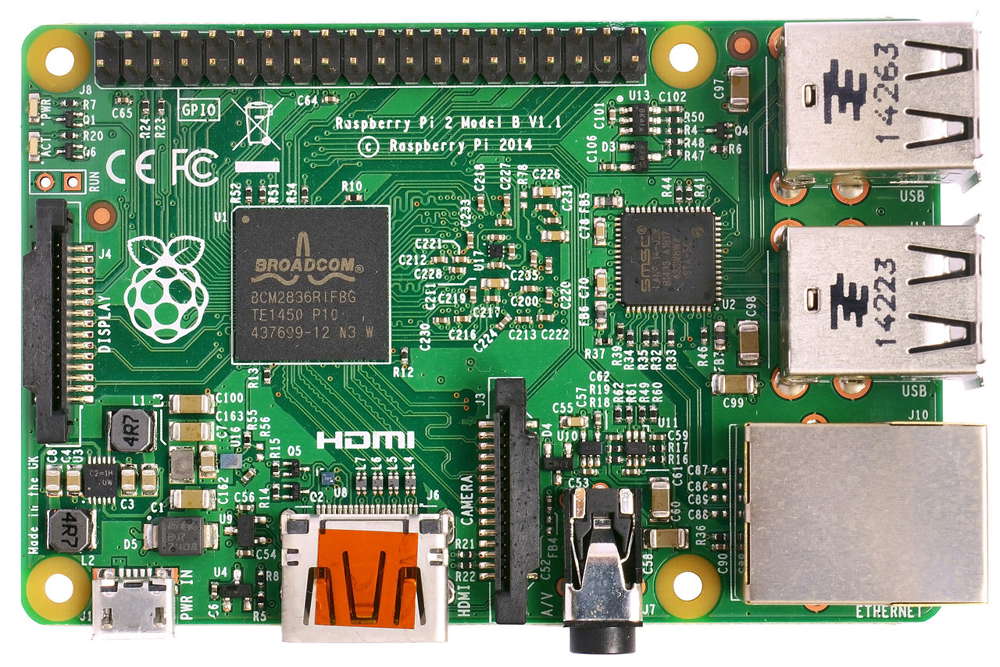 J8
C65
R24
R23
GPIO
C64
PWR
R7
Q1
R20
ACT
Q6
RUN
CE FC
Raspberry Pi 2 Model B V1.1
© Raspberry Pi 2014
C101
U13
C102
R50
R4
R48
R47
C106
D3
Q4
R6
C97
14263
USB
R52
R51
R54
R10
U1
C218
C227
R78
C226
C231
C233
C221
C212
C228
U17
C235
C211
C219
C217
C200
C220
C230
C216
C224
C213
C222
R44
R41
FB5
C78
C70
FB6
SMSC®
U2
C98
14223
USB
J4
DISPLAY
BROADCOM®
BCM2836RIFBG
TE1450 P10
437699-12 N3 W
R13
R12
R37
R39
R34
R35
R32
R33
R46
FB7
C99
L1
4R7
L3
C100
C163
C7
U16
R55
R56
HDMI
J3
C62
C57
R19
R18
R62
R61
R49
R60
C55
D4
U10
U11
C59
R17
R16
J10
Made in the UK
C8
C4
U3
C2=1H
C3
C1
C162
R15
Q5
R14
Q2
U8
L7
L6
L5
L4
J6
C56
U9
C54
4R7
L2
D5
CAMERA
R21
R22
C53
C61
C60
C87
C86
C89
C88
R36
C90
FB4
C52
C58
J1
PWR IN
U4
C6
R8
R5
HDMI
A/V
J7
ETHERNET